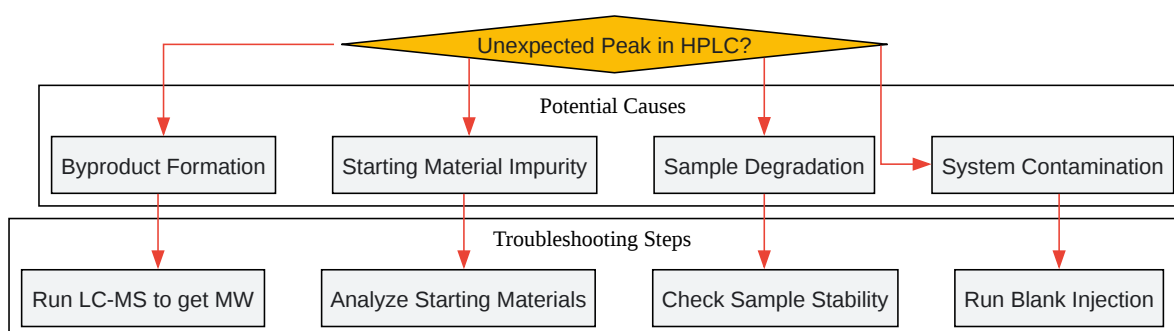 Unexpected Peak in HPLC?
Potential Causes
Byproduct Formation
Starting Material Impurity
Sample Degradation
System Contamination
Troubleshooting Steps
Run LC-MS to get MW
Analyze Starting Materials
Check Sample Stability
Run Blank Injection